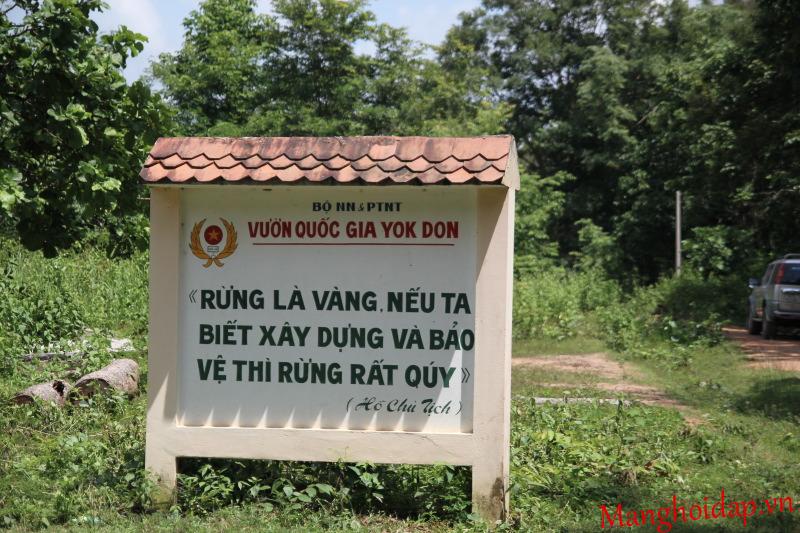 BỘ NN & PTNT
VƯỜN QUỐC GIA YOK DON
《RỪNG LÀ VÀNG, NẾU TA
BIẾT XÂY DỰNG VÀ BẢO
VỆ THÌ RỪNG RẤT QÚY》
(Hồ Chủ Tịch)
Manghoidap.vn